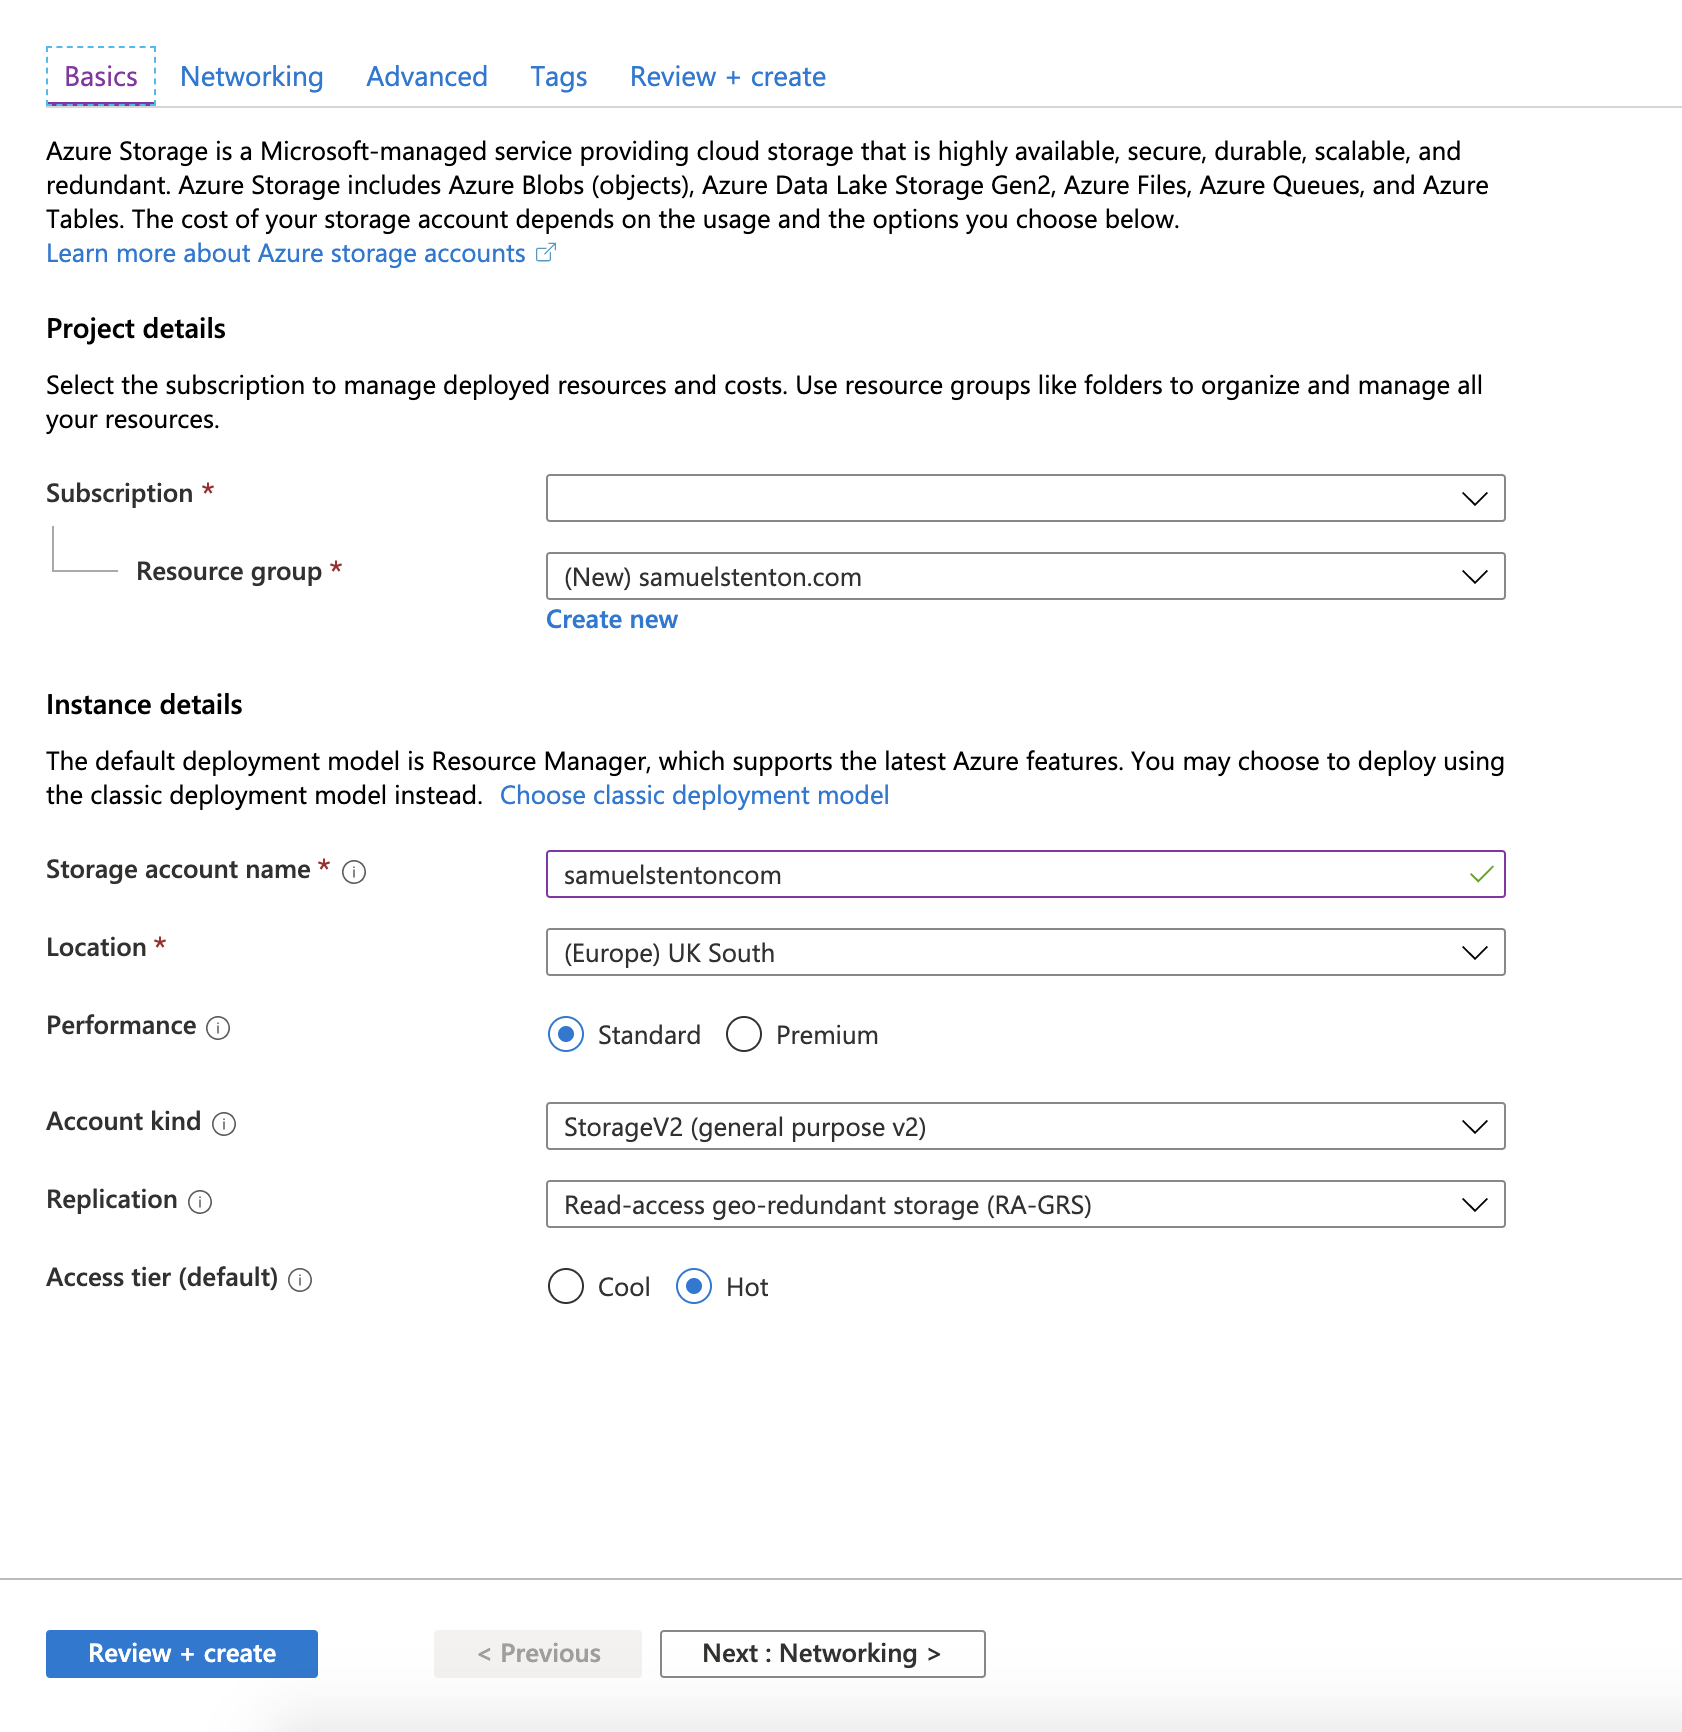 Basics Networking Advanced Tags Review + create
Azure Storage is a Microsoft-managed service providing cloud storage that is highly available, secure, durable, scalable, and
redundant. Azure Storage includes Azure Blobs (objects), Azure Data Lake Storage Gen2, Azure Files, Azure Queues, and Azure
Tables. The cost of your storage account depends on the usage and the options you choose below.
Learn more about Azure storage accounts
Project details
Select the subscription to manage deployed resources and costs. Use resource groups like folders to organize and manage all
your resources.
Subscription *
Resource group * (New) samuelstenton.com
Create new
Instance details
The default deployment model is Resource Manager, which supports the latest Azure features. You may choose to deploy using
the classic deployment model instead. Choose classic deployment model
Storage account name * samuelstentoncom
Location * (Europe) UK South
Performance Standard Premium
Account kind StorageV2 (general purpose v2)
Replication Read-access geo-redundant storage (RA-GRS)
Access tier (default) Cool Hot
Review + create < Previous Next : Networking >